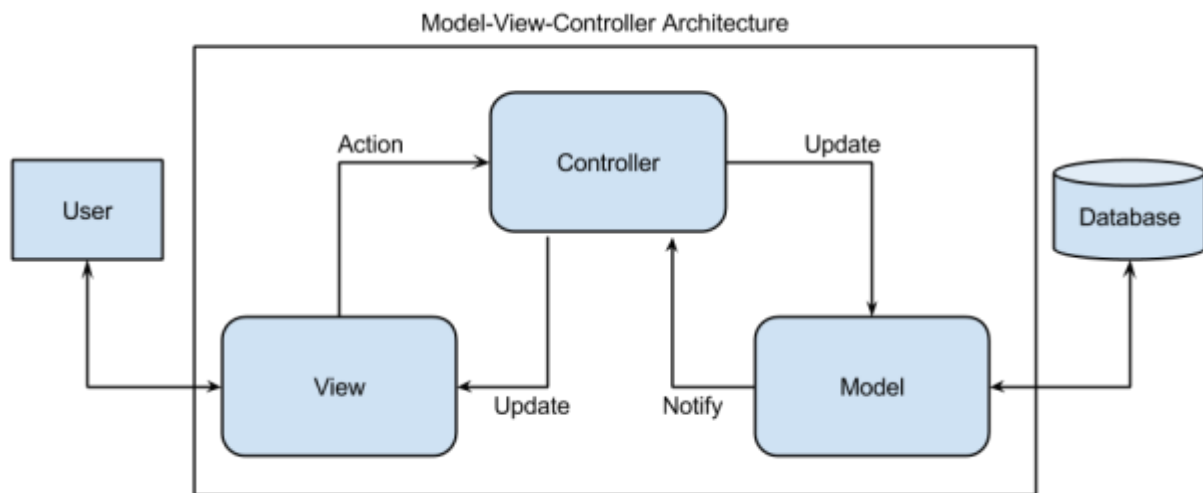 Model-View-Controller Architecture
Action
Controller
Update
User
Database
View
Update
Notify
Model